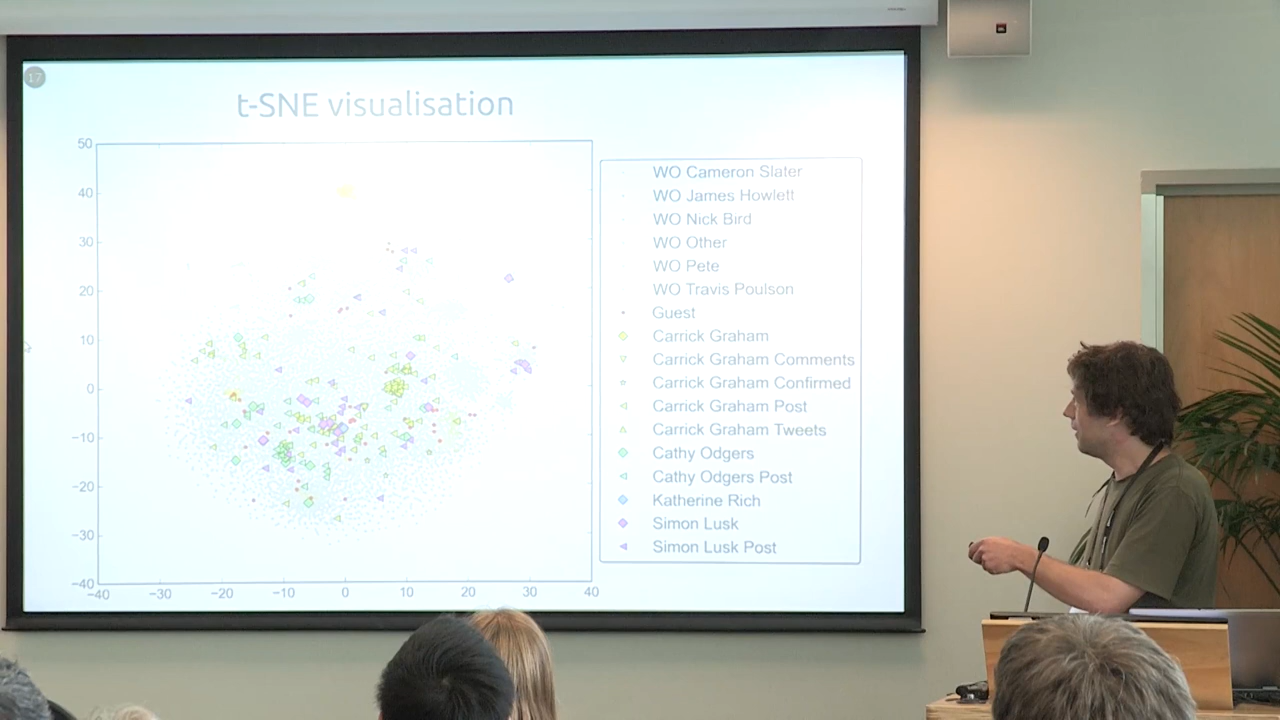 17
t-SNE visualisation
50
40
30
20
10
0
−10
−20
−30
−40
−40 −30 −20 −10 0 10 20 30 40
WO Cameron Slater
WO James Howlett
WO Nick Bird
WO Other
WO Pete
WO Travis Poulson
Guest
Carrick Graham
Carrick Graham Comments
Carrick Graham Confirmed
Carrick Graham Post
Carrick Graham Tweets
Cathy Odgers
Cathy Odgers Post
Katherine Rich
Simon Lusk
Simon Lusk Post